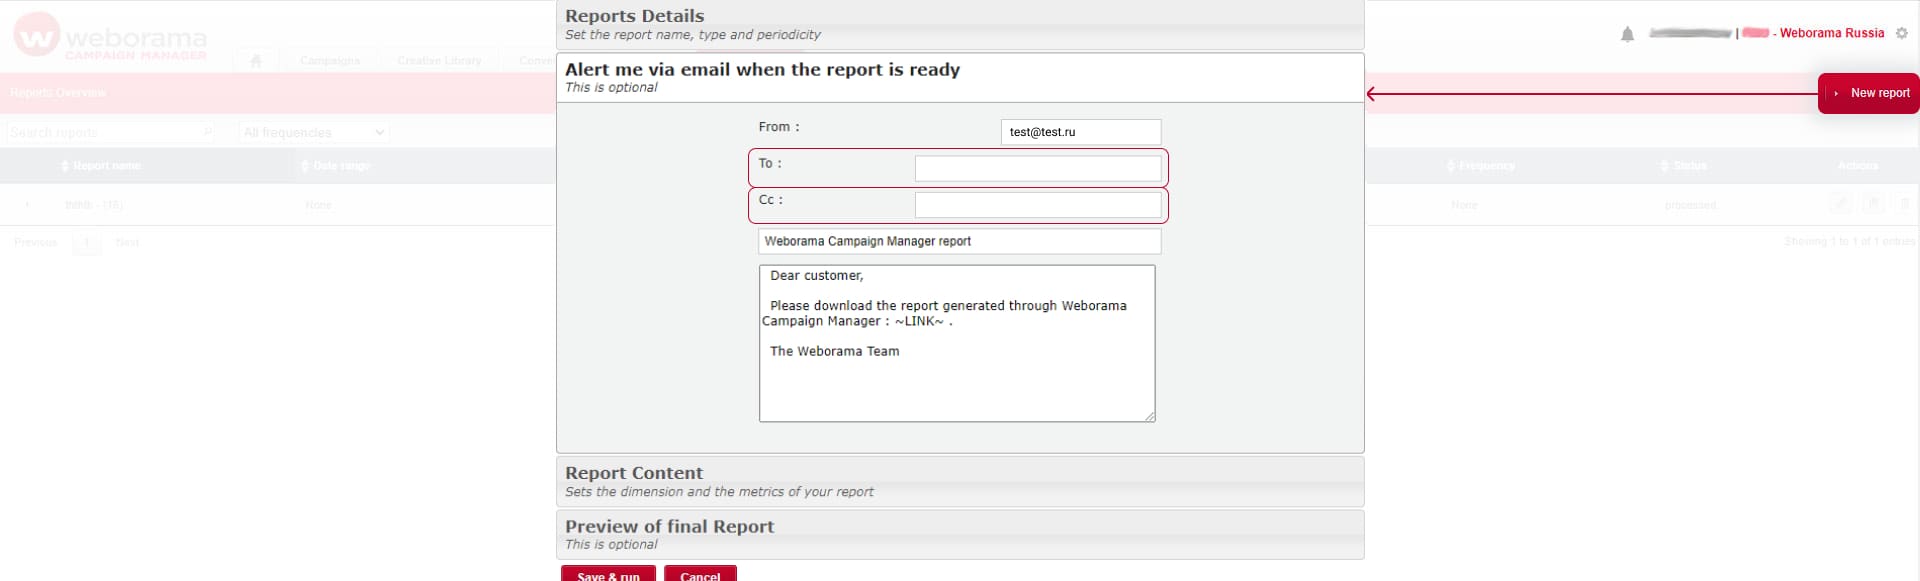 Reports Details
Set the report name, type and periodicity
weborama
CAMPAIGN MANAGER
Campaigns
Creative Library
| - Weborama Russia
Alert me via email when the report is ready
This is optional
Reports Overview
New report
From :
test@test.ru
Search reports
All frequencies
To :
Report name
Date range
Frequency
Status
Actions
Cc :
None
None
processed
Weborama Campaign Manager report
Previous
1
Next
Showing 1 to 1 of 1 entries
Dear customer,
Please download the report generated through Weborama
Campaign Manager : ~LINK~ .
The Weborama Team
Report Content
Sets the dimension and the metrics of your report
Preview of final Report
This is optional
Save & run
Cancel